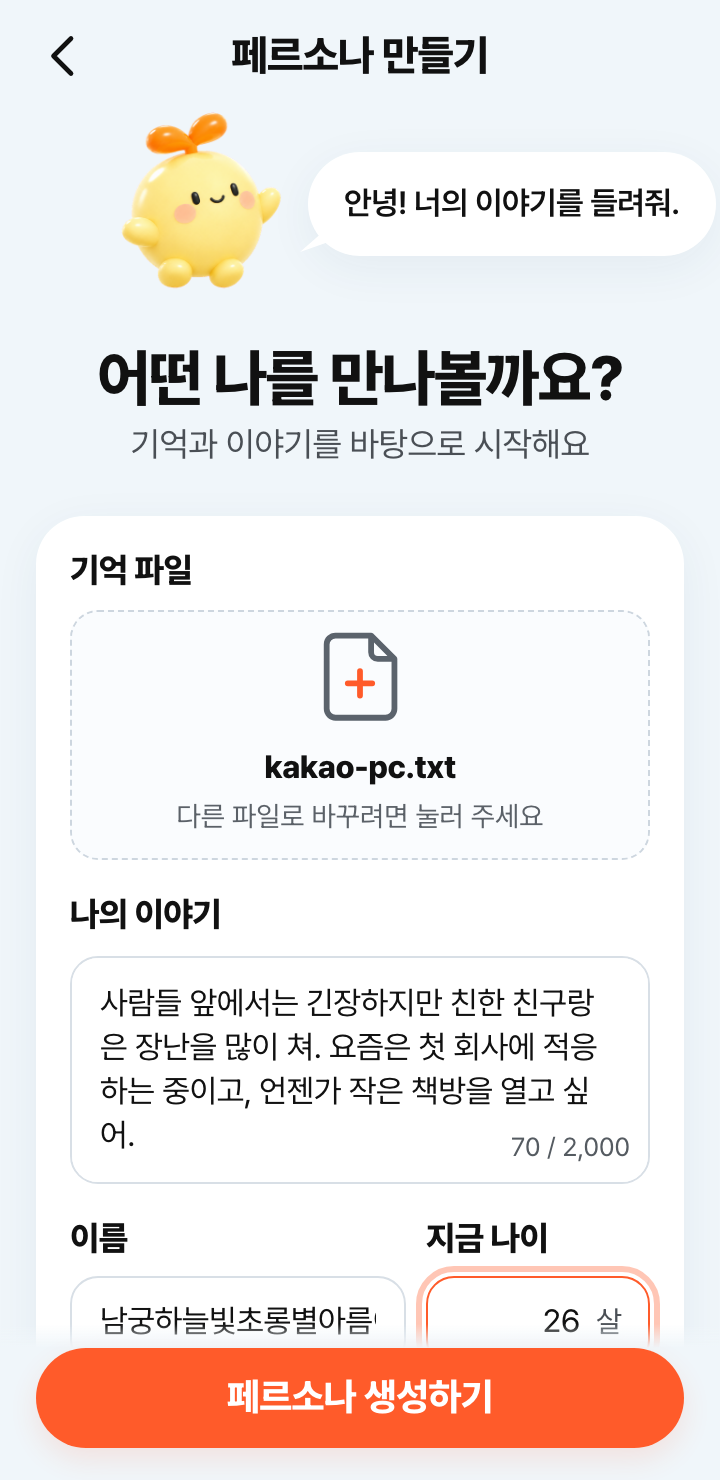 페르소나 만들기
안녕! 너의 이야기를 들려줘.
어떤 나를 만나볼까요?
기억과 이야기를 바탕으로 시작해요
기억 파일
kakao-pc.txt
다른 파일로 바꾸려면 눌러 주세요
나의 이야기
사람들 앞에서는 긴장하지만 친한 친구랑
은 장난을 많이 쳐. 요즘은 첫 회사에 적응
하는 중이고, 언젠가 작은 책방을 열고 싶
어.
70 / 2,000
이름
지금 나이
남궁하늘빛초롱별아름
26 살
페르소나 생성하기